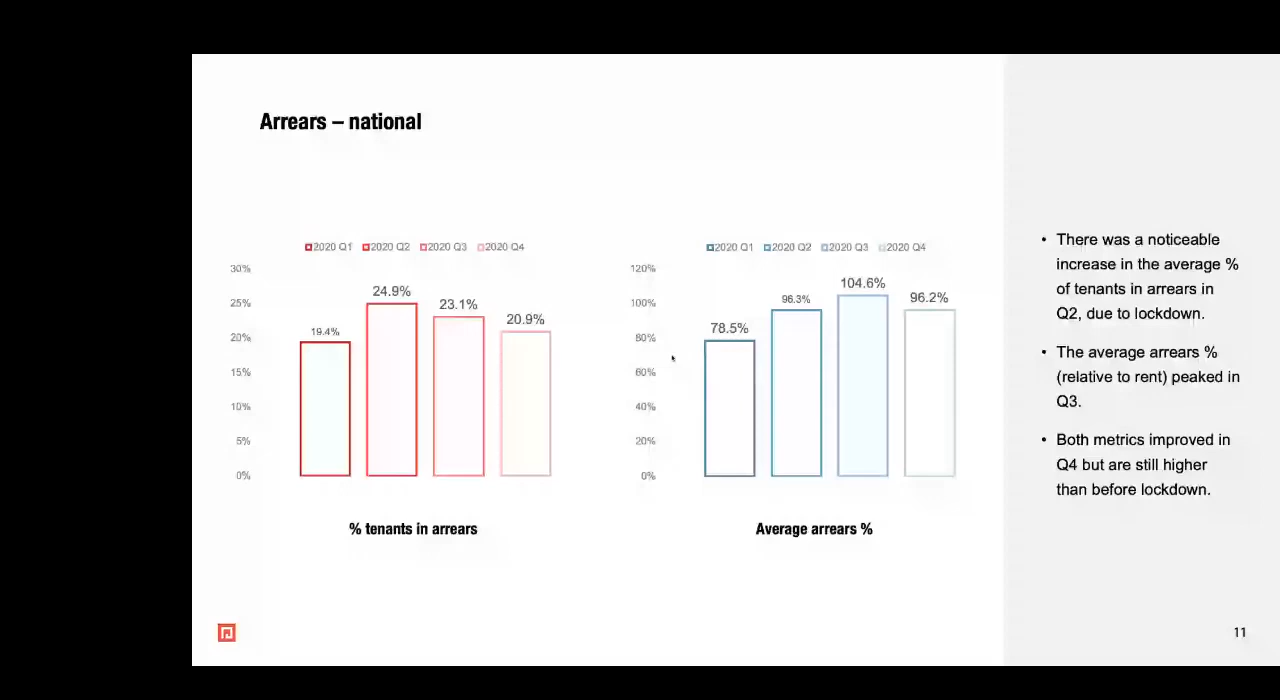 Arrears – national
2020 Q1 2020 Q2 2020 Q3 2020 Q4
30%
25%
20%
15%
10%
5%
0%
19.4%
24.9%
23.1%
20.9%
% tenants in arrears
2020 Q1 2020 Q2 2020 Q3 2020 Q4
120%
100%
80%
60%
40%
20%
0%
78.5%
96.3%
104.6%
96.2%
Average arrears %
• There was a noticeable
increase in the average %
of tenants in arrears in
Q2, due to lockdown.
• The average arrears %
(relative to rent) peaked in
Q3.
• Both metrics improved in
Q4 but are still higher
than before lockdown.
11